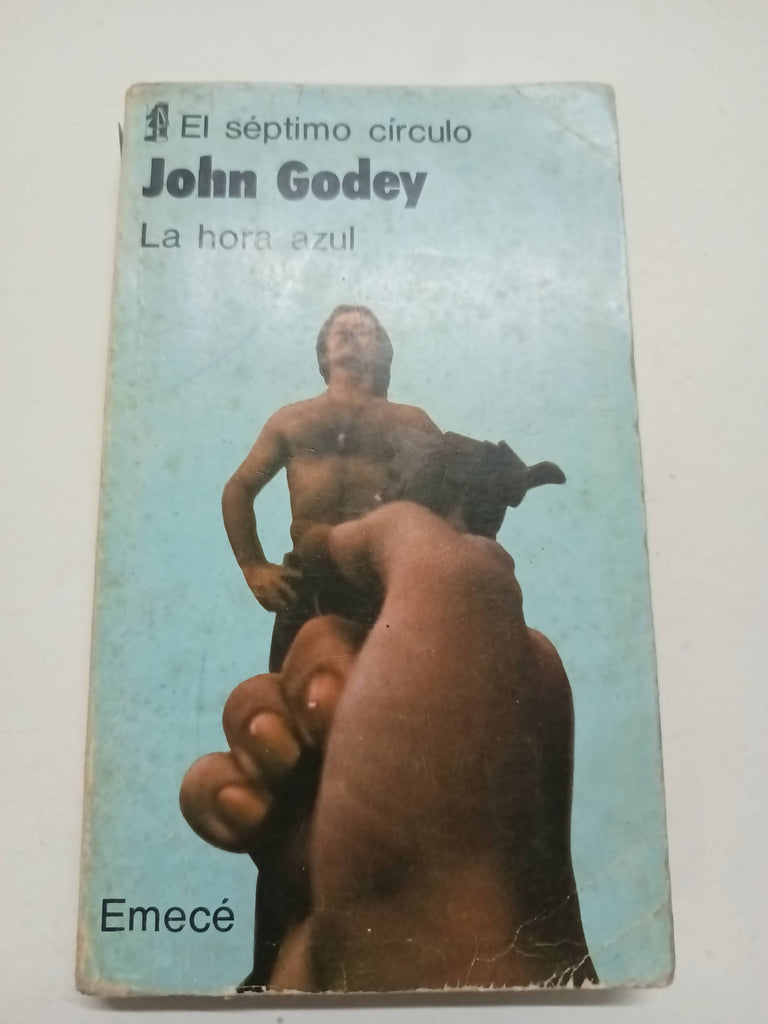 El séptimo círculo
John Godey
La hora azul
Emecé